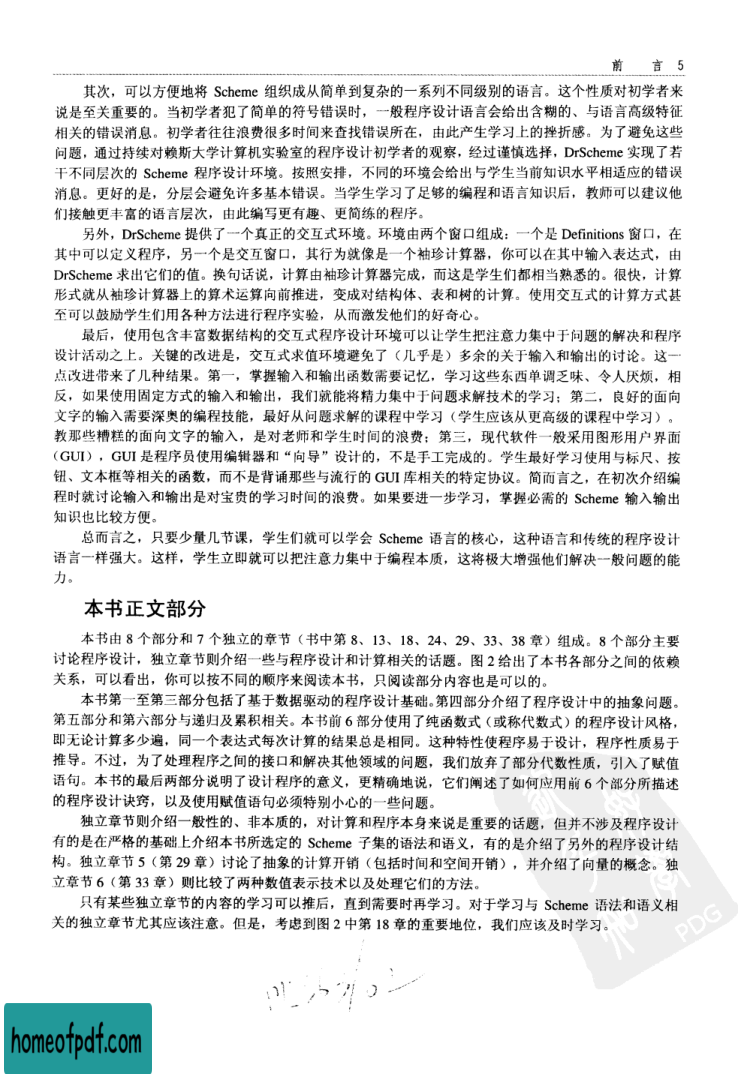 前 言 5
其次，可以方便地将 Scheme 组织成从简单到复杂的一系列不同级别的语言。这个性质对初学者来
说是至关重要的。当初学者犯了简单的符号错误时，一般程序设计语言会给出含糊的、与语言高级特征
相关的错误消息。初学者往往浪费很多时间来查找错误所在，由此产生学习上的挫折感。为了避免这些
问题，通过持续对赖斯大学计算机实验室的程序设计初学者的观察，经过谨慎选择，DrScheme 实现了若
干不同层次的 Scheme 程序设计环境。按照安排，不同的环境会给出与学生当前知识水平相适应的错误
消息。更好的是，分层会避免许多基本错误。当学生学习了足够的编程和语言知识后，教师可以建议他
们接触更丰富的语言层次，由此编写更有趣、更简练的程序。
另外，DrScheme 提供了一个真正的交互式环境。环境由两个窗口组成：一个是 Definitions 窗口，在
其中可以定义程序，另一个是交互窗口，其行为就像是一个袖珍计算器，你可以在其中输入表达式，由
DrScheme 求出它们的值。换句话说，计算由袖珍计算器完成，而这是学生们都相当熟悉的。很快，计算
形式就从袖珍计算器上的算术运算向前推进，变成对结构体、表和树的计算。使用交互式的计算方式甚
至可以鼓励学生们用各种方法进行程序实验，从而激发他们的好奇心。
最后，使用包含丰富数据结构的交互式程序设计环境可以让学生把注意力集中于问题的解决和程序
设计活动之上。关键的改进是，交互式求值环境避免了（几乎是）多余的关于输入和输出的讨论。这一
点改进带来了几种结果。第一，掌握输入和输出函数需要记忆，学习这些东西单调乏味、令人厌烦，相
反，如果使用固定方式的输入和输出，我们就能将精力集中于问题求解技术的学习；第二，良好的面向
文字的输入需要深奥的编程技能，最好从问题求解的课程中学习（学生应该从更高级的课程中学习）。
教那些糟糕的面向文字的输入，是对老师和学生时间的浪费；第三，现代软件一般采用图形用户界面
（GUI），GUI 是程序员使用编辑器和“向导”设计的，不是手工完成的。学生最好学习使用与标尺、按
钮、文本框等相关的函数，而不是背诵那些与流行的 GUI 库相关的特定协议。简而言之，在初次介绍编
程时就讨论输入和输出是对宝贵的学习时间的浪费。如果要进一步学习，掌握必需的 Scheme 输入输出
知识也比较方便。
总而言之，只要少量几节课，学生们就可以学会 Scheme 语言的核心，这种语言和传统的程序设计
语言一样强大。这样，学生立即就可以把注意力集中于编程本质，这将极大增强他们解决一般问题的能
力。
本书正文部分
本书由 8 个部分和 7 个独立的章节（书中第 8、13、18、24、29、33、38 章）组成。8 个部分主要
讨论程序设计，独立章节则介绍一些与程序设计和计算相关的话题。图 2 给出了本书各部分之间的依赖
关系，可以看出，你可以按不同的顺序来阅读本书，只阅读部分内容也是可以的。
本书第一至第三部分包括了基于数据驱动的程序设计基础。第四部分介绍了程序设计中的抽象问题。
第五部分和第六部分与递归及累积相关。本书前 6 部分使用了纯函数式（或称代数式）的程序设计风格，
即无论计算多少遍，同一个表达式每次计算的结果总是相同。这种特性使程序易于设计，程序性质易于
推导。不过，为了处理程序之间的接口和解决其他领域的问题，我们放弃了部分代数性质，引入了赋值
语句。本书的最后两部分说明了设计程序的意义，更精确地说，它们阐述了如何应用前 6 个部分所描述
的程序设计诀窍，以及使用赋值语句必须特别小心的一些问题。
独立章节则介绍一般性的、非本质的，对计算和程序本身来说是重要的话题，但并不涉及程序设计
有的是在严格的基础上介绍本书所选定的 Scheme 子集的语法和语义，有的是介绍了另外的程序设计结
构。独立章节 5（第 29 章）讨论了抽象的计算开销（包括时间和空间开销），并介绍了向量的概念。独
立章节 6（第 33 章）则比较了两种数值表示技术以及处理它们的方法。
只有某些独立章节的内容的学习可以推后，直到需要时再学习。对于学习与 Scheme 语法和语义相
关的独立章节尤其应该注意。但是，考虑到图 2 中第 18 章的重要地位，我们应该及时学习。
PDG
homeofpdf.com